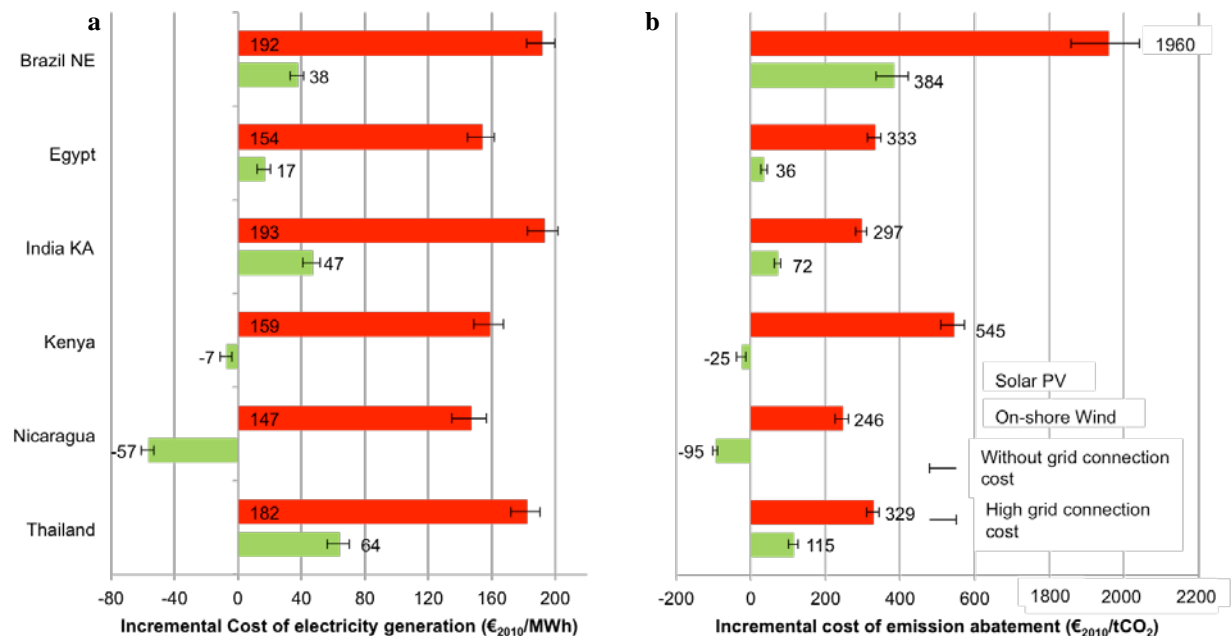 a
b
Brazil NE
192
38
1960
384
Egypt
154
17
333
36
India KA
193
47
297
72
Kenya
159
-7
545
-25
Solar PV
On-shore Wind
Nicaragua
147
-57
246
-95
Without grid connection
cost
High grid connection
cost
Thailand
182
64
329
115
-80 -40 0 40 80 120 160 200
-200 0 200 400 600 800 1000 1800 2000 2200
Incremental Cost of electricity generation (€2010/MWh)
Incremental cost of emission abatement (€2010/tCO2)